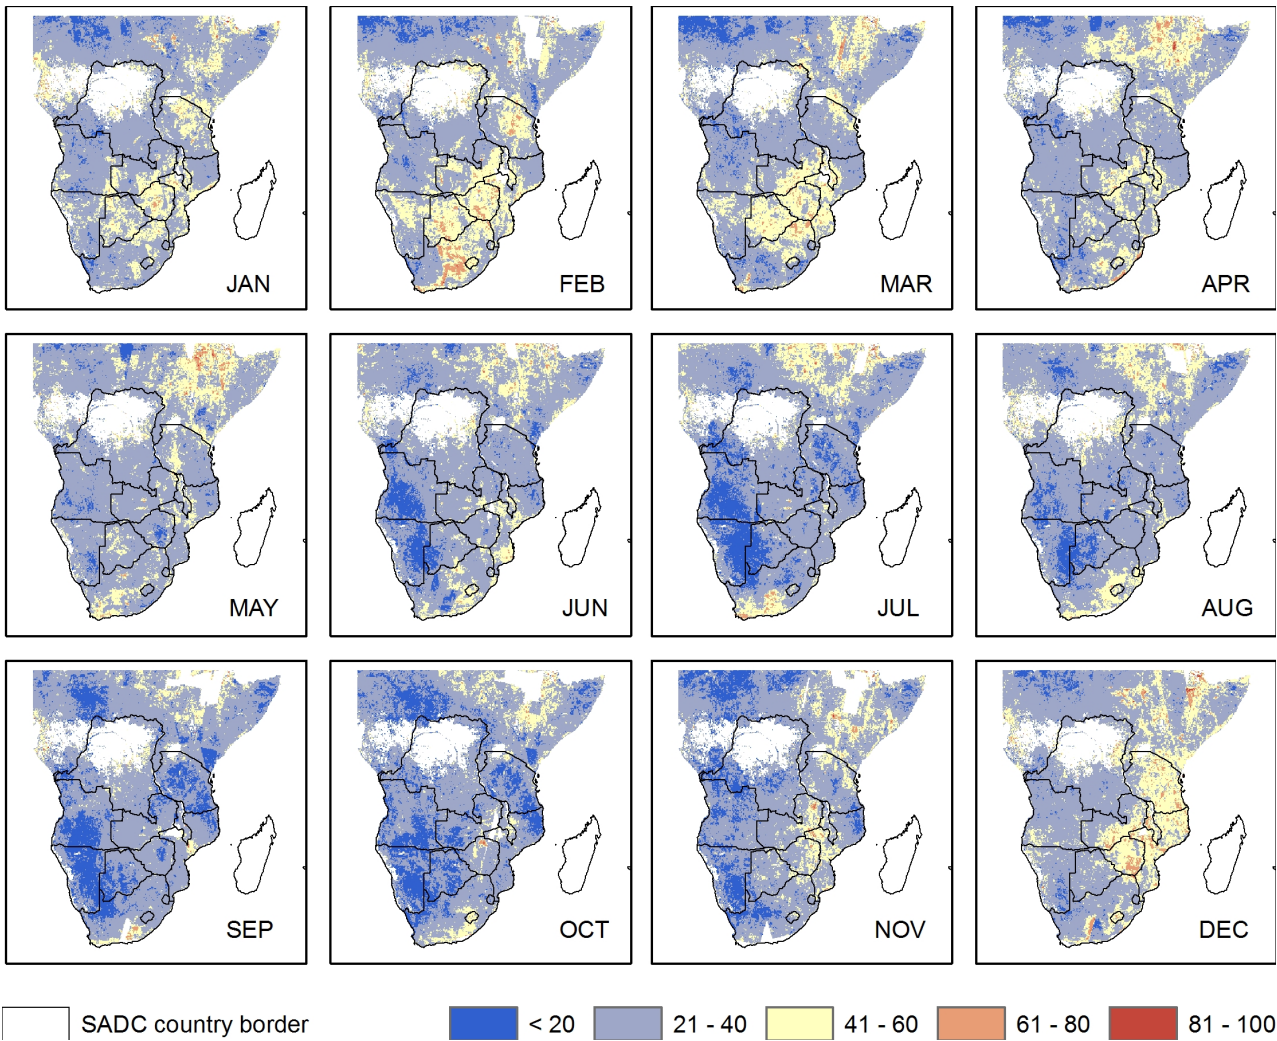 JAN
FEB
MAR
APR
MAY
JUN
JUL
AUG
SEP
OCT
NOV
DEC
SADC country border
< 20
21 - 40
41 - 60
61 - 80
81 - 100